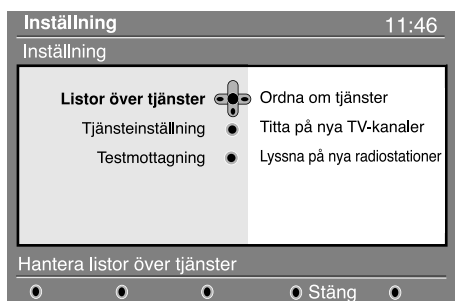 Inställning 11:46
Inställning
Listor över tjänster Ordna om tjänster
Tjänsteinställning Titta på nya TV-kanaler
Testmottagning Lyssna på nya radiostationer
Hantera listor över tjänster
Stäng